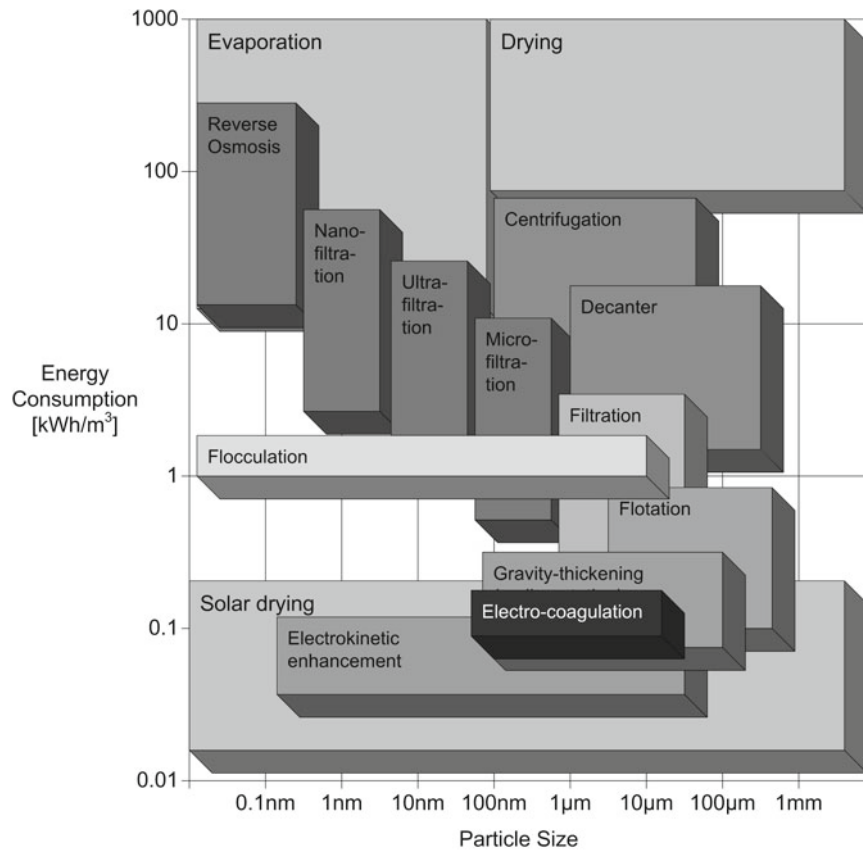 1000
Evaporation
Drying
Reverse
Osmosis
100
Nano-
filtra-
tion
Centrifugation
Ultra-
filtra-
tion
Decanter
10
Micro-
filtra-
tion
Energy
Consumption
[kWh/m³]
Filtration
Flocculation
1
Flotation
Gravity-thickening
Solar drying
Electro-coagulation
0.1
Electrokinetic
enhancement
0.01
0.1nm
1nm
10nm
100nm
1µm
10µm
100µm
1mm
Particle Size